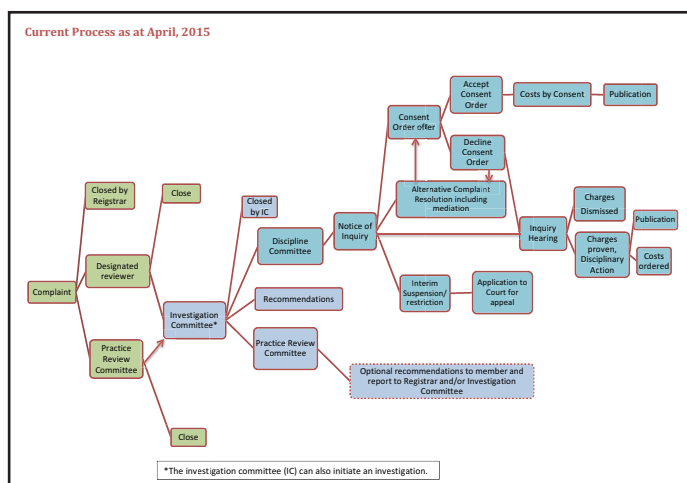 Current Process as at April, 2015
Accept
Consent
Order
Costs by Consent
Publication
Consent
Order offer
Decline
Consent
Order
Closed by
Reigstrar
Close
Closed
by IC
Alternative Complaint
Resolution including
mediation
Charges
Dismissed
Publication
Discipline
Committee
Notice of
Inquiry
Inquiry
Hearing
Charges
proven,
Disciplinary
Action
Costs
ordered
Designated
reviewer
Complaint
Investigation
Committee*
Recommendations
Interim
Suspension/
restriction
Application to
Court for
appeal
Practice
Review
Committee
Practice Review
Committee
Optional recommendations to member and
report to Registrar and/or Investigation
Committee
Close
*The investigation committee (IC) can also initiate an investigation.